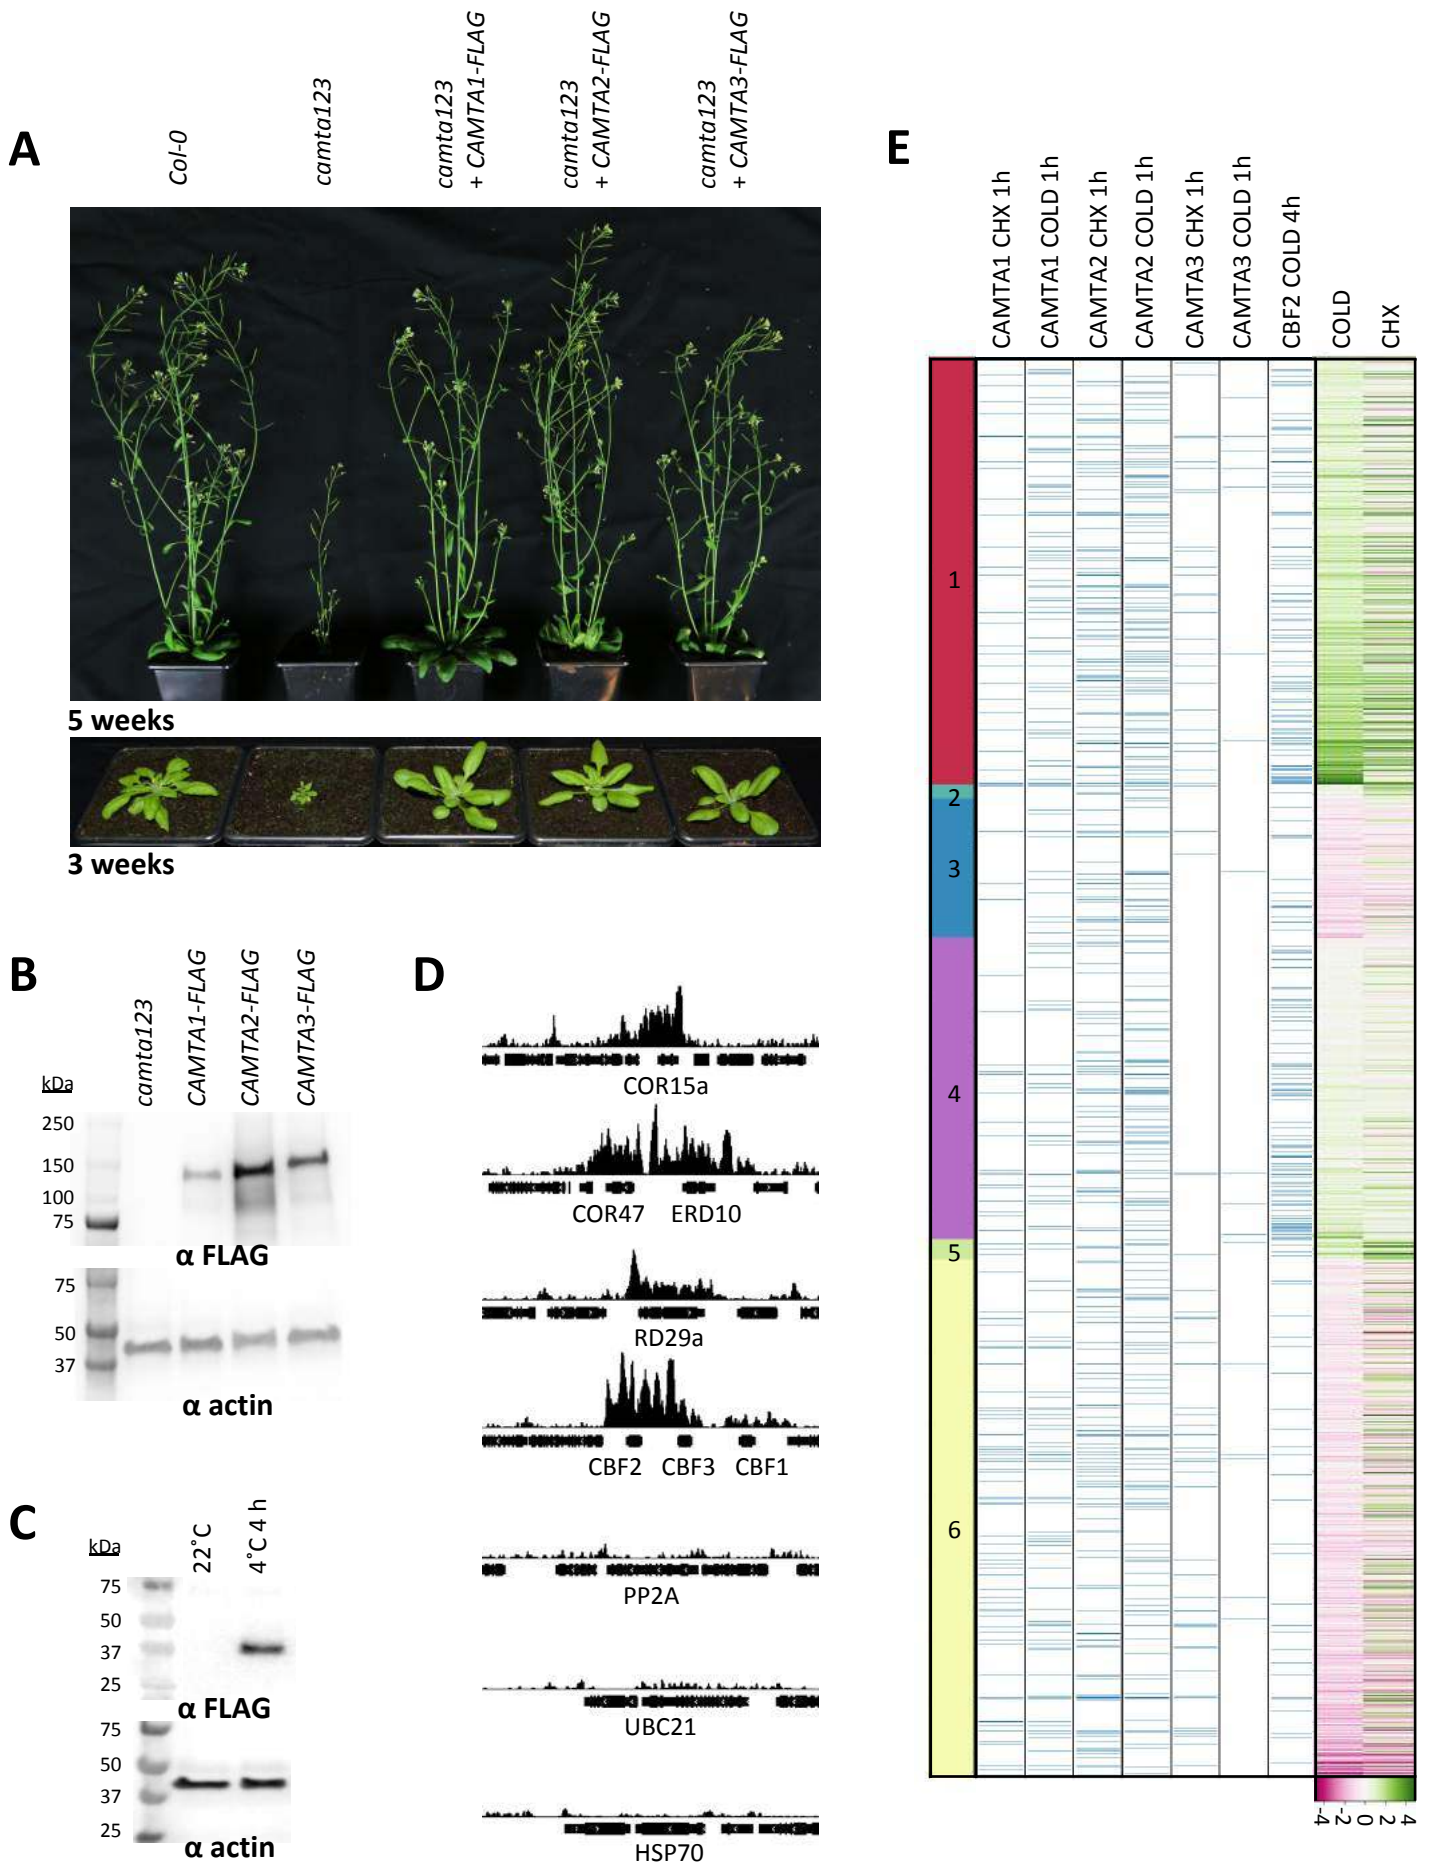 A
Col-0
camta123
camta123
+ CAMTA1-FLAG
camta123
+ CAMTA2-FLAG
camta123
+ CAMTA3-FLAG
5 weeks
3 weeks
B
camta123
CAMTA1-FLAG
CAMTA2-FLAG
CAMTA3-FLAG
kDa
250
150
100
75
α FLAG
75
50
37
α actin
C
22˚C
4˚C 4 h
kDa
75
50
37
25
α FLAG
75
50
37
25
α actin
D
COR15a
COR47 ERD10
RD29a
CBF2 CBF3 CBF1
PP2A
UBC21
HSP70
E
CAMTA1 CHX 1h
CAMTA1 COLD 1h
CAMTA2 CHX 1h
CAMTA2 COLD 1h
CAMTA3 CHX 1h
CAMTA3 COLD 1h
CBF2 COLD 4h
COLD
CHX
1
2
3
4
5
6
-4 -2 0 2 4